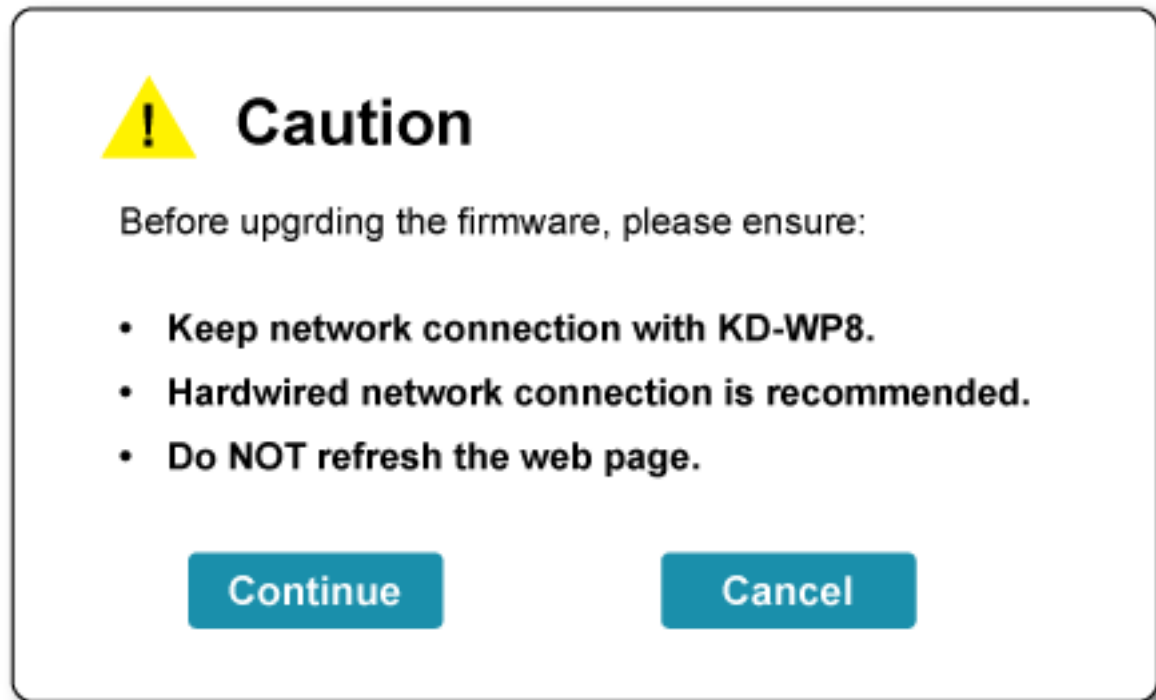 !
Caution
Before upgrding the firmware, please ensure:
• Keep network connection with KD-WP8.
• Hardwired network connection is recommended.
• Do NOT refresh the web page.
Continue Cancel